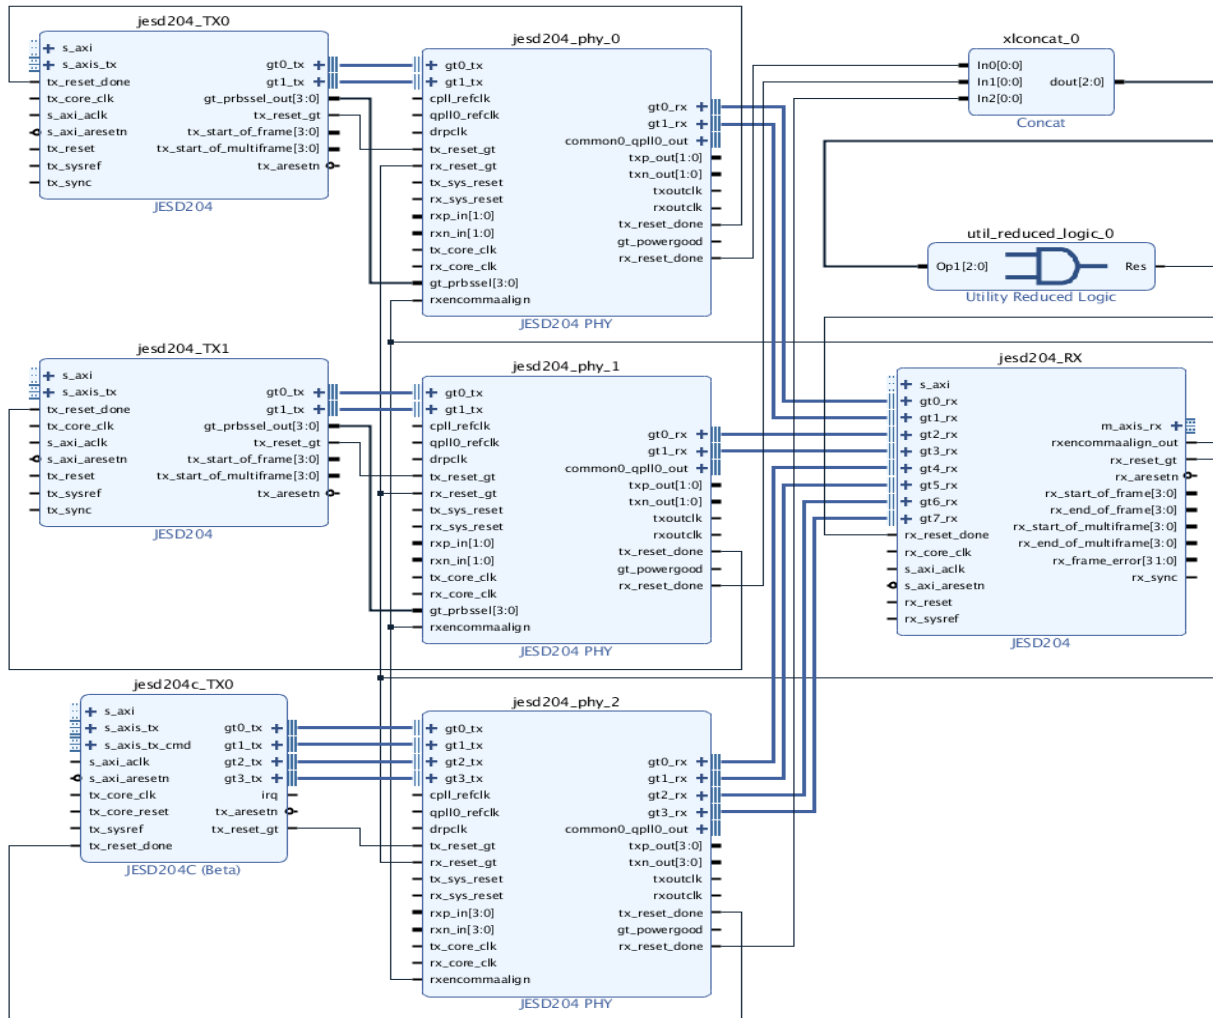 jesd204_TX0
s_axi
s_axis_tx
tx_reset_done
tx_core_clk
s_axi_aclk
s_axi_aresetn
tx_reset
tx_sysref
tx_sync
gt0_tx
gt1_tx
gt_prbssel_out[3:0]
tx_reset_gt
tx_start_of_frame[3:0]
tx_start_of_multiframe[3:0]
tx_aresetn
JESD204
jesd204_phy_0
gt0_tx
gt1_tx
cpll_refclk
qpll0_refclk
drpclk
tx_reset_gt
rx_reset_gt
tx_sys_reset
rx_sys_reset
rxp_in[1:0]
rxn_in[1:0]
tx_core_clk
rx_core_clk
gt_prbssel[3:0]
rxencommaalign
gt0_rx
gt1_rx
common0_qpll0_out
txp_out[1:0]
txn_out[1:0]
txoutclk
rxoutclk
tx_reset_done
gt_powergood
rx_reset_done
JESD204 PHY
xlconcat_0
In0[0:0]
In1[0:0]
In2[0:0]
dout[2:0]
Concat
util_reduced_logic_0
Op1[2:0]
Res
Utility Reduced Logic
jesd204_TX1
s_axi
s_axis_tx
tx_reset_done
tx_core_clk
s_axi_aclk
s_axi_aresetn
tx_reset
tx_sysref
tx_sync
gt0_tx
gt1_tx
gt_prbssel_out[3:0]
tx_reset_gt
tx_start_of_frame[3:0]
tx_start_of_multiframe[3:0]
tx_aresetn
JESD204
jesd204_phy_1
gt0_tx
gt1_tx
cpll_refclk
qpll0_refclk
drpclk
tx_reset_gt
rx_reset_gt
tx_sys_reset
rx_sys_reset
rxp_in[1:0]
rxn_in[1:0]
tx_core_clk
rx_core_clk
gt_prbssel[3:0]
rxencommaalign
gt0_rx
gt1_rx
common0_qpll0_out
txp_out[1:0]
txn_out[1:0]
txoutclk
rxoutclk
tx_reset_done
gt_powergood
rx_reset_done
JESD204 PHY
jesd204_RX
s_axi
gt0_rx
gt1_rx
gt2_rx
gt3_rx
gt4_rx
gt5_rx
gt6_rx
gt7_rx
rx_reset_done
rx_core_clk
s_axi_aclk
s_axi_aresetn
rx_reset
rx_sysref
m_axis_rx
rxencommaalign_out
rx_reset_gt
rx_aresetn
rx_start_of_frame[3:0]
rx_end_of_frame[3:0]
rx_start_of_multiframe[3:0]
rx_end_of_multiframe[3:0]
rx_frame_error[31:0]
rx_sync
JESD204
jesd204c_TX0
s_axi
s_axis_tx
s_axis_tx_cmd
s_axi_aclk
s_axi_aresetn
tx_core_clk
tx_core_reset
tx_sysref
tx_reset_done
gt0_tx
gt1_tx
gt2_tx
gt3_tx
irq
tx_aresetn
tx_reset_gt
JESD204C (Beta)
jesd204_phy_2
gt0_tx
gt1_tx
gt2_tx
gt3_tx
cpll_refclk
qpll0_refclk
drpclk
tx_reset_gt
rx_reset_gt
tx_sys_reset
rx_sys_reset
rxp_in[3:0]
rxn_in[3:0]
tx_core_clk
rx_core_clk
rxencommaalign
gt0_rx
gt1_rx
gt2_rx
gt3_rx
common0_qpll0_out
txp_out[3:0]
txn_out[3:0]
txoutclk
rxoutclk
tx_reset_done
gt_powergood
rx_reset_done
JESD204 PHY